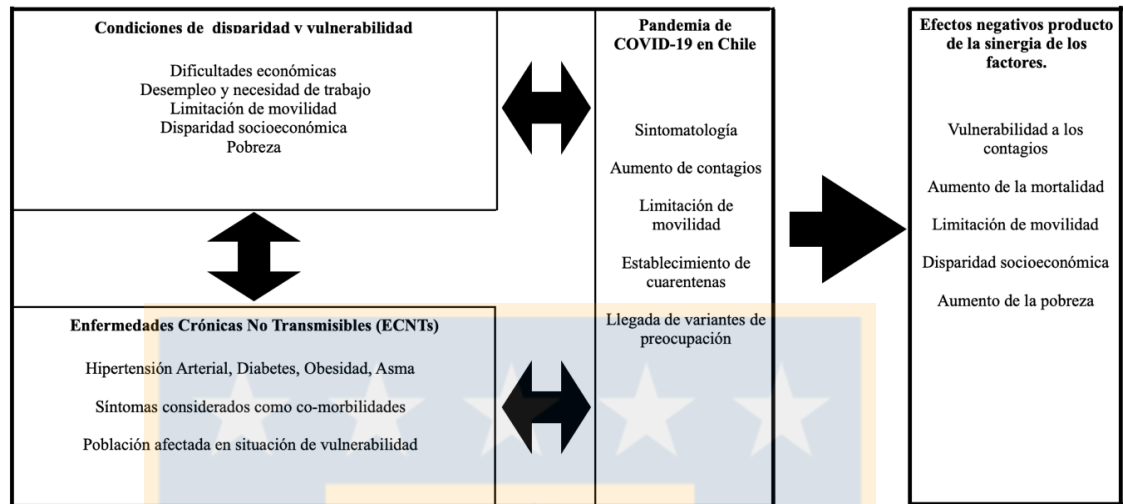 Condiciones de disparidad y vulnerabilidad
Dificultades económicas
Desempleo y necesidad de trabajo
Limitación de movilidad
Disparidad socioeconómica
Pobreza
Enfermedades Crónicas No Transmisibles (ECNTs)
Hipertensión Arterial, Diabetes, Obesidad, Asma
Síntomas considerados como co-morbilidades
Población afectada en situación de vulnerabilidad
Pandemia de
COVID-19 en Chile
Sintomatología
Aumento de contagios
Limitación de
movilidad
Establecimiento de
cuarentenas
Llegada de variantes de
preocupación
Efectos negativos producto
de la sinergia de los
factores.
Vulnerabilidad a los
contagios
Aumento de la mortalidad
Limitación de movilidad
Disparidad socioeconómica
Aumento de la pobreza